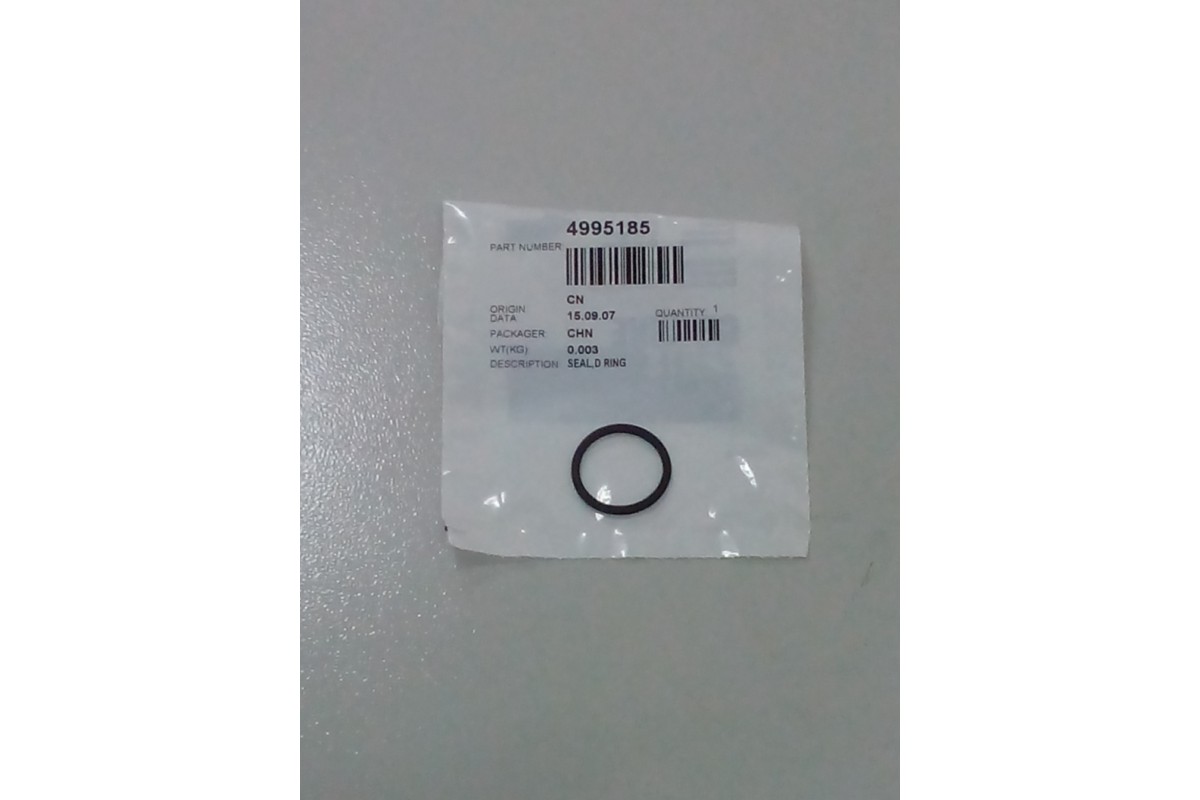 4995185
PART NUMBER:
CN
ORIGIN
DATA 15.09.07 QUANTITY: 1
PACKAGER: CHN
WT(KG): 0.003
DESCRIPTION: SEAL,D RING